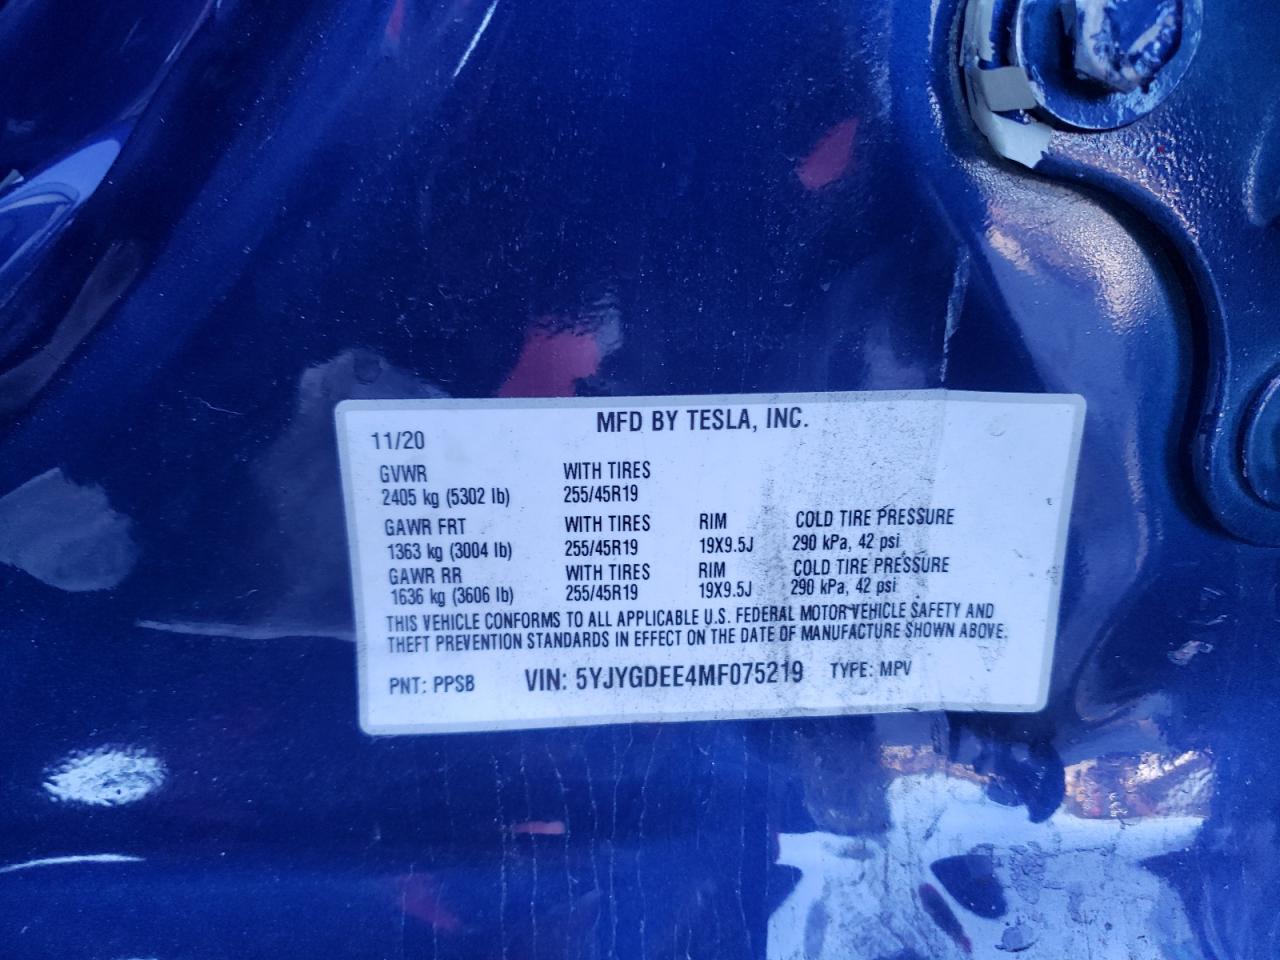 MFD BY TESLA, INC.
11/20
GVWR WITH TIRES
2405 kg (5302 lb) 255/45R19
GAWR FRT WITH TIRES RIM COLD TIRE PRESSURE
1363 kg (3004 lb) 255/45R19 19X9.5J 290 kPa, 42 psi
GAWR RR WITH TIRES RIM COLD TIRE PRESSURE
1636 kg (3606 lb) 255/45R19 19X9.5J 290 kPa, 42 psi
THIS VEHICLE CONFORMS TO ALL APPLICABLE U.S. FEDERAL MOTOR VEHICLE SAFETY AND
THEFT PREVENTION STANDARDS IN EFFECT ON THE DATE OF MANUFACTURE SHOWN ABOVE.
PNT: PPSB VIN: 5YJYGDEE4MF075219 TYPE: MPV